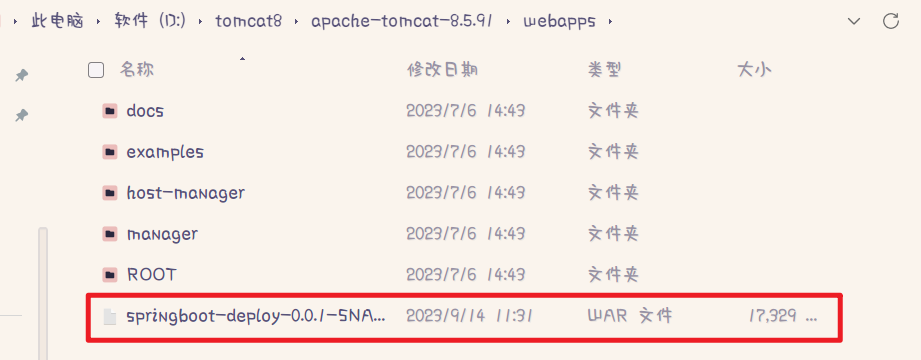 此电脑 › 软件 (D:) › tomcat8 › apache-tomcat-8.5.91 › webapps ›
名称 修改日期 类型 大小
docs 2023/7/6 14:43 文件夹
examples 2023/7/6 14:43 文件夹
host-manager 2023/7/6 14:43 文件夹
manager 2023/7/6 14:43 文件夹
ROOT 2023/7/6 14:43 文件夹
springboot-deploy-0.0.1-SNA... 2023/9/14 11:31 WAR 文件 17,329 ...